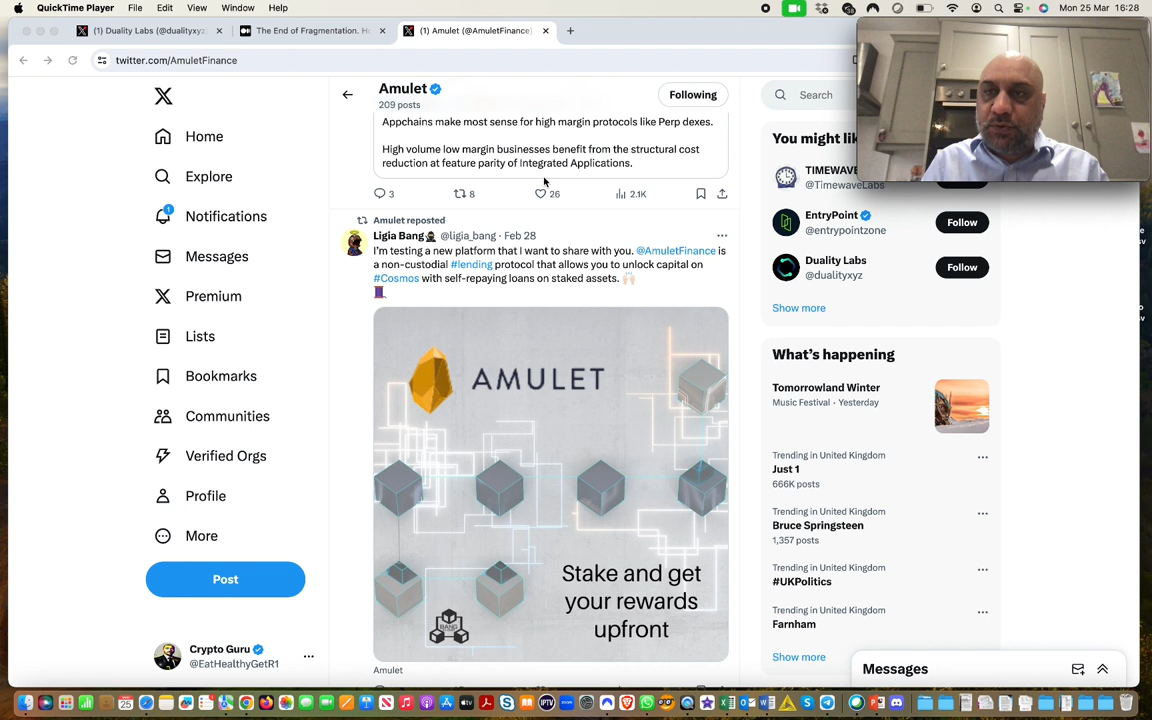 QuickTime Player File Edit View Window Help Mon 25 Mar 16:28
(1) Duality Labs (@dualityxyz
The End of Fragmentation. H
(1) Amulet (@AmuletFinance)
twitter.com/AmuletFinance
Home
Explore
1
Notifications
Messages
Premium
Lists
Bookmarks
Communities
Verified Orgs
Profile
More
Post
Crypto Guru
@EatHealthyGetR1
Amulet
209 posts
Following
Appchains make most sense for high margin protocols like Perp dexes.
High volume low margin businesses benefit from the structural cost
reduction at feature parity of Integrated Applications.
3 8 26 2.1K
Amulet reposted
Ligia Bang @ligia_bang · Feb 28
I'm testing a new platform that I want to share with you. @AmuletFinance is
a non-custodial #lending protocol that allows you to unlock capital on
#Cosmos with self-repaying loans on staked assets.
AMULET
Stake and get
your rewards
upfront
BANG
Amulet
Search
You might li
TIMEWAVE
@TimewaveLabs
EntryPoint
@entrypointzone
Follow
Duality Labs
@dualityxyz
Follow
Show more
What's happening
Tomorrowland Winter
Music Festival · Yesterday
Trending in United Kingdom
Just 1
666K posts
Trending in United Kingdom
Bruce Springsteen
1,357 posts
Trending in United Kingdom
#UKPolitics
Trending in United Kingdom
Farnham
Show more
Messages